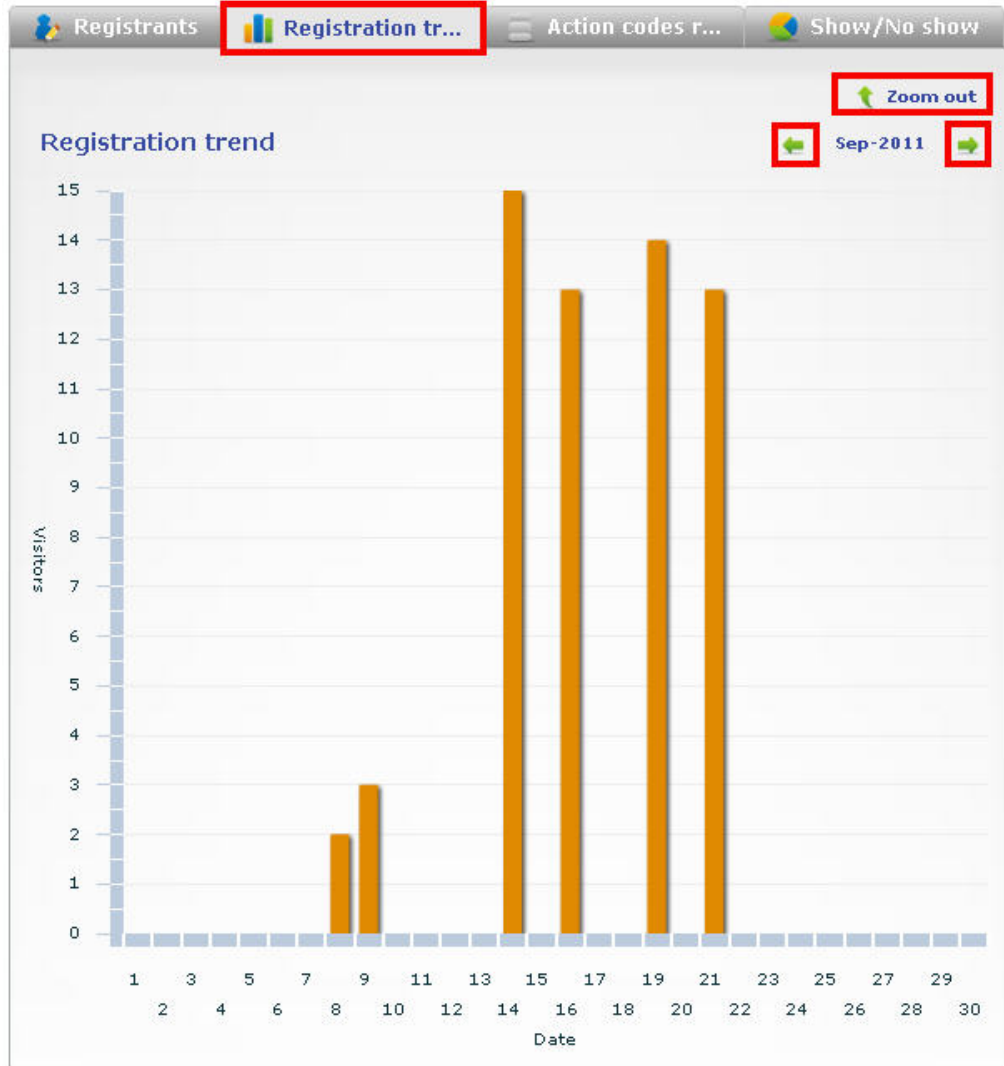 Registrants Registration tr... Action codes r... Show/No show
Zoom out
Registration trend Sep-2011
15
14
13
12
11
10
9
8
7
6
5
4
3
2
1
0
Visitors
1 3 5 7 9 11 13 15 17 19 21 23 25 27 29
2 4 6 8 10 12 14 16 18 20 22 24 26 28 30
Date